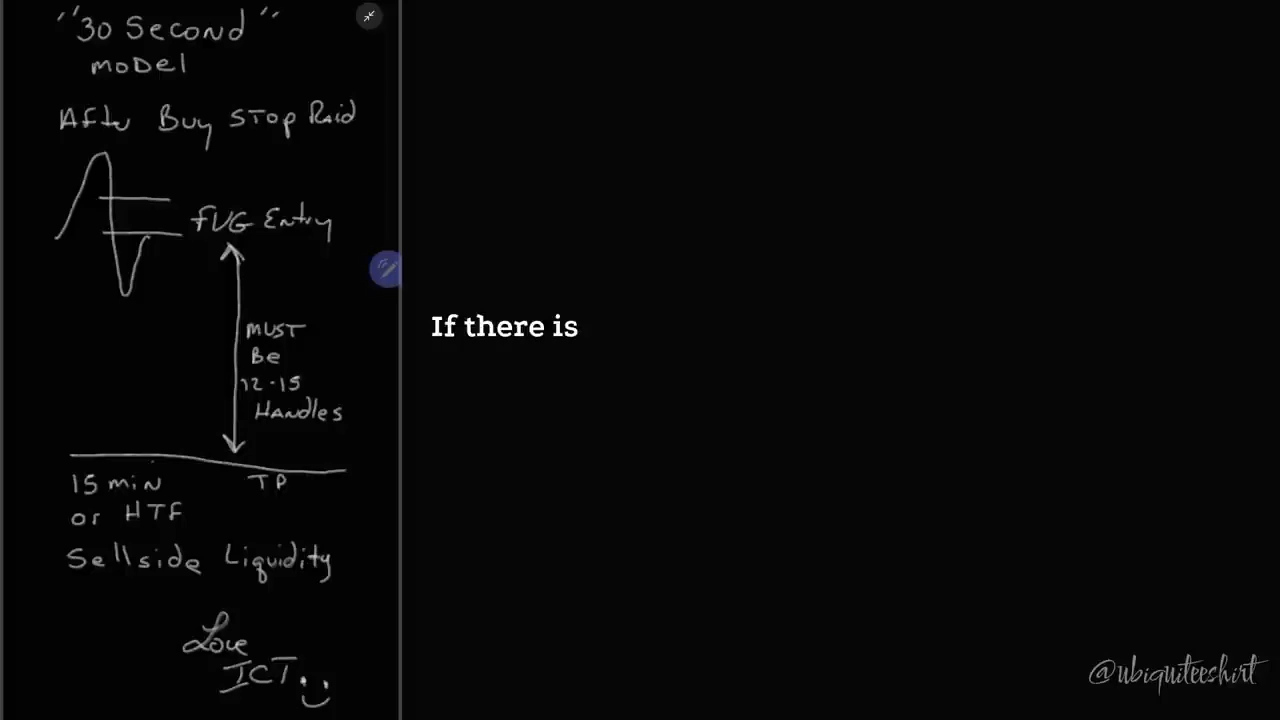 "30 Second"
moDel
After Buy STop Raid
FVG Entry
MUST
Be
12-15
HANdles
15 miN
TP
or HTF
Sellside Liquidity
Love
ICT
If there is
@ubiquiteeshirt